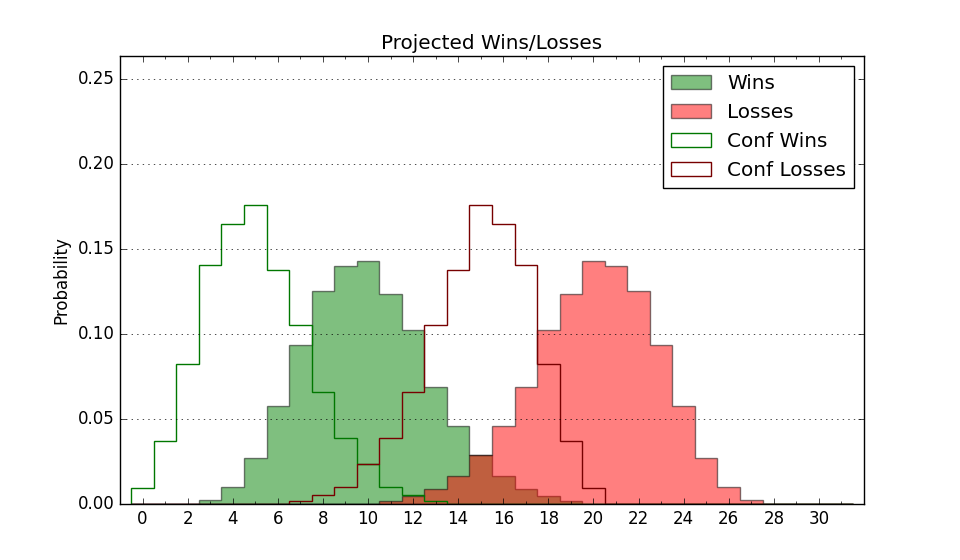 Projected Wins/Losses
Wins
Losses
Conf Wins
Conf Losses
Probability
0.25
0.20
0.15
0.10
0.05
0.00
0 2 4 6 8 10 12 14 16 18 20 22 24 26 28 30